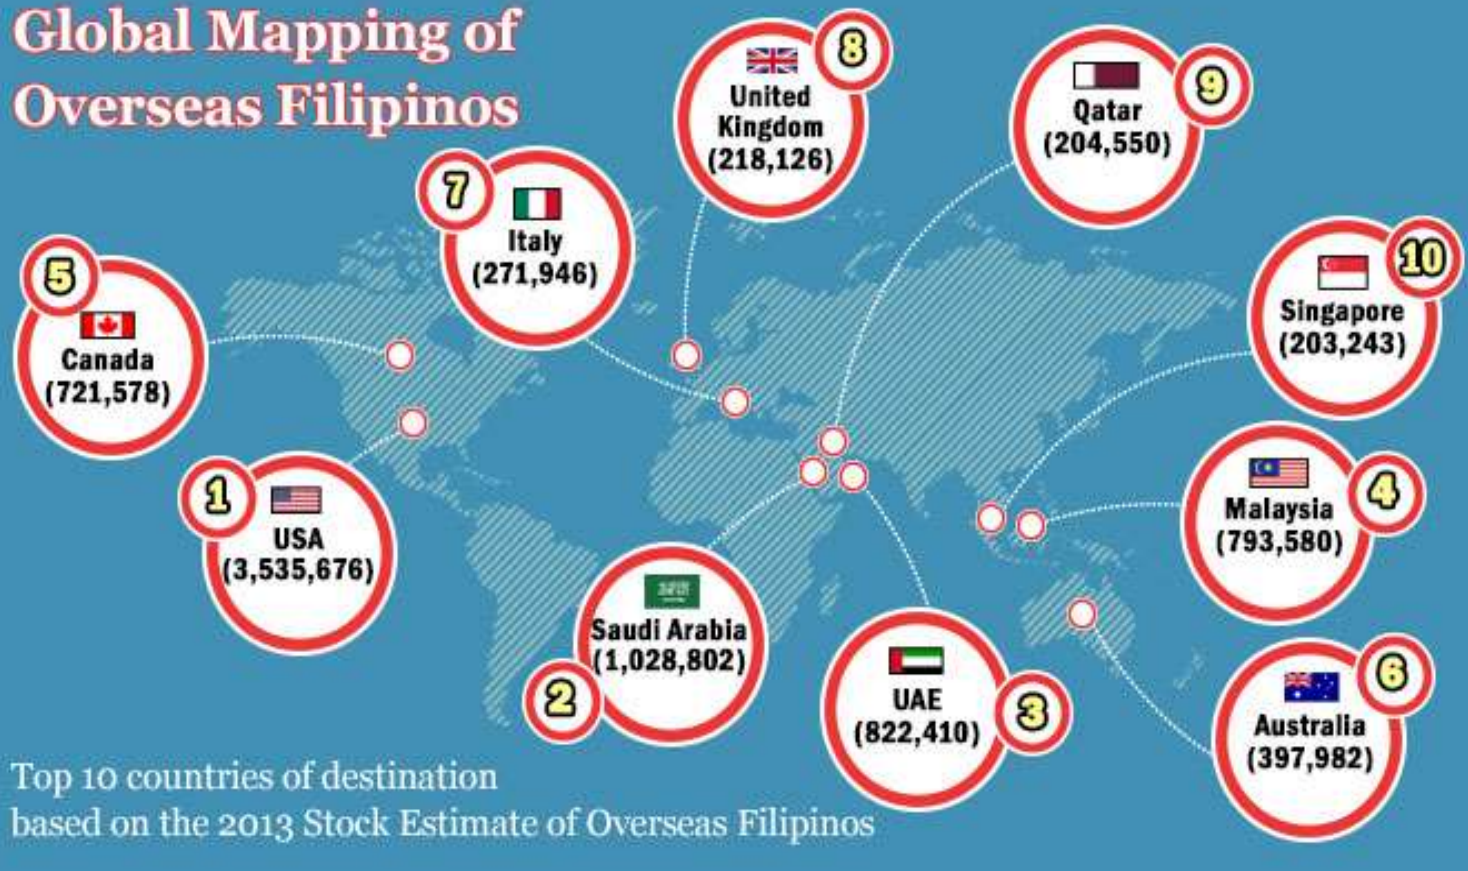 Global Mapping of
Overseas Filipinos
8
United
Kingdom
(218,126)
9
Qatar
(204,550)
7
Italy
(271,946)
5
Canada
(721,578)
10
Singapore
(203,243)
1
USA
(3,535,676)
4
Malaysia
(793,580)
Saudi Arabia
(1,028,802)
2
UAE
(822,410)
3
6
Australia
(397,982)
Top 10 countries of destination
based on the 2013 Stock Estimate of Overseas Filipinos